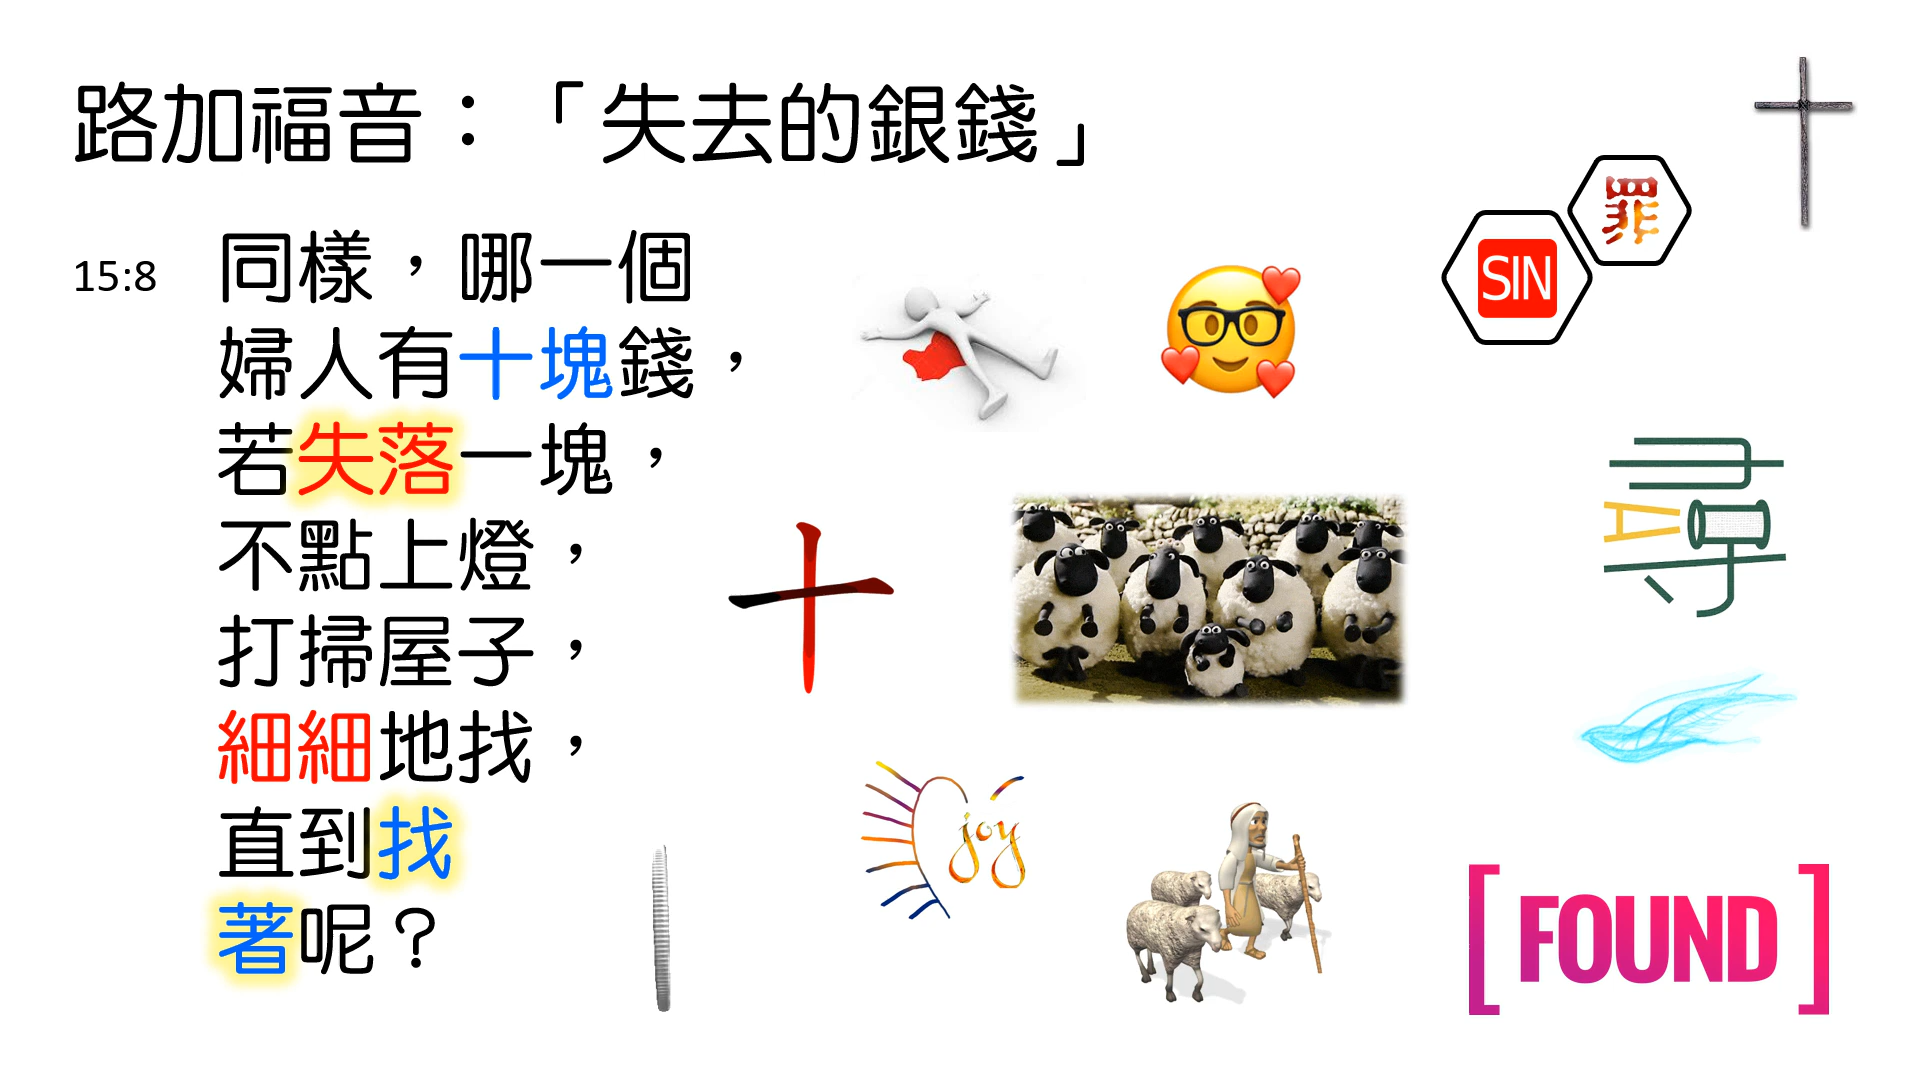 路加福音：「失去的銀錢」
15:8
同樣，哪一個
婦人有十塊錢，
若失落一塊，
不點上燈，
打掃屋子，
細細地找，
直到找
著呢？
罪
SIN
十
尋
joy
[FOUND]